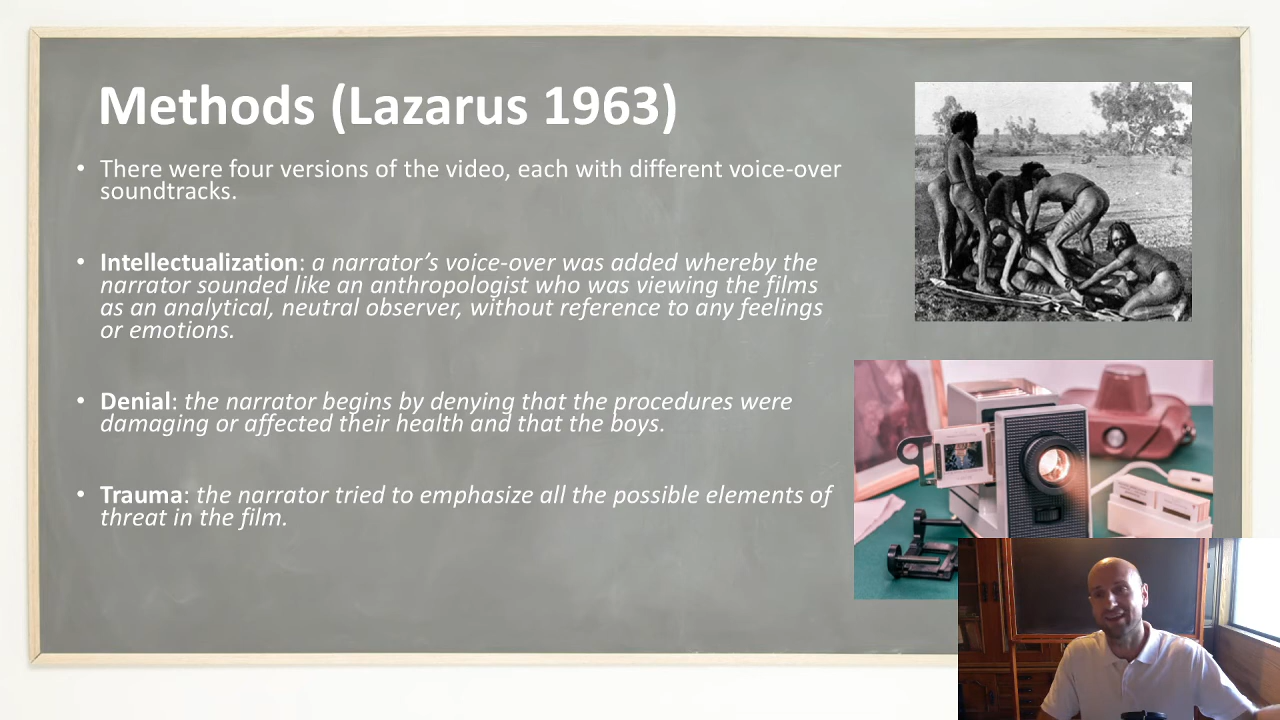 Methods (Lazarus 1963)
• There were four versions of the video, each with different voice-over
soundtracks.
• Intellectualization: a narrator’s voice-over was added whereby the
narrator sounded like an anthropologist who was viewing the films
as an analytical, neutral observer, without reference to any feelings
or emotions.
• Denial: the narrator begins by denying that the procedures were
damaging or affected their health and that the boys.
• Trauma: the narrator tried to emphasize all the possible elements of
threat in the film.